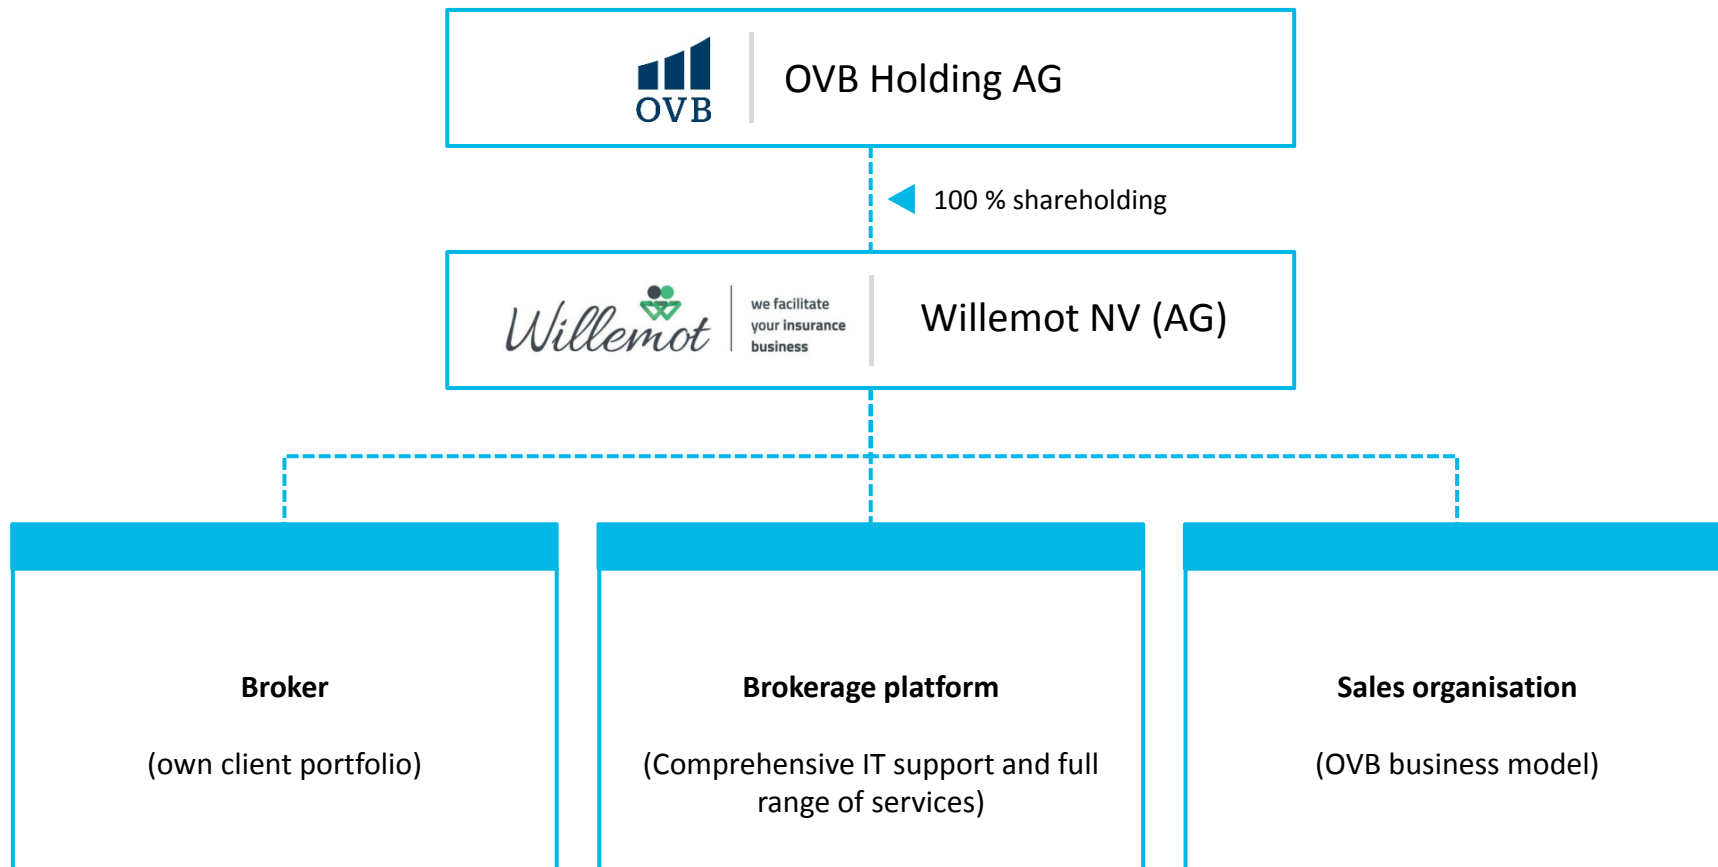 OVB
OVB Holding AG
100 % shareholding
Willemot
we facilitate
your insurance
business
Willemot NV (AG)
Broker
(own client portfolio)
Brokerage platform
(Comprehensive IT support and full
range of services)
Sales organisation
(OVB business model)